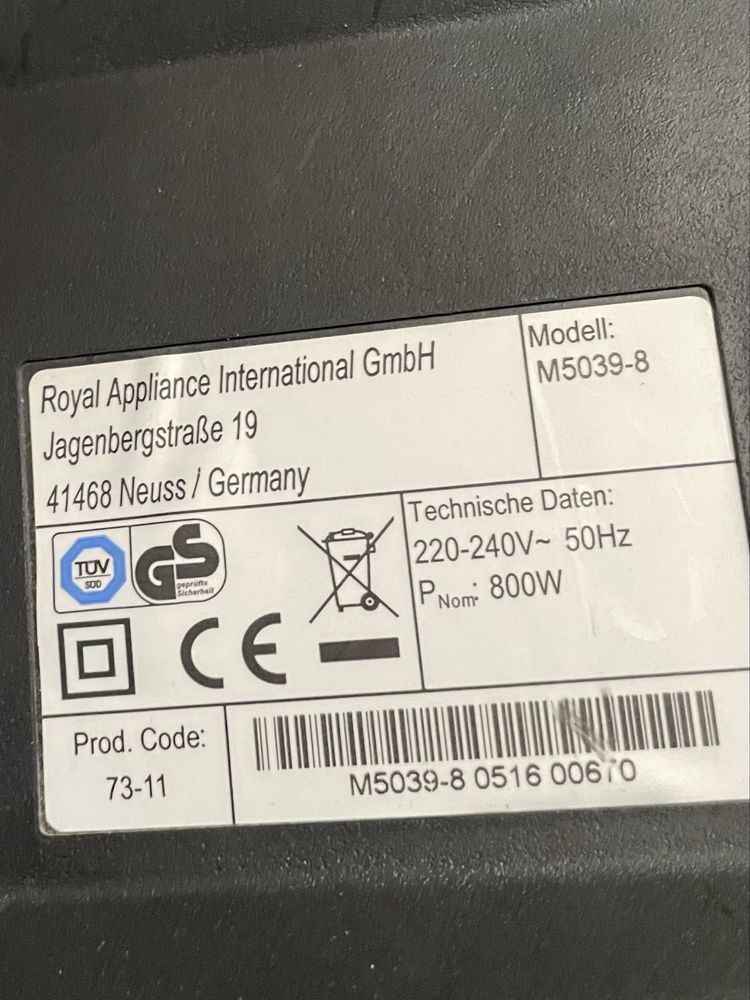 Royal Appliance International GmbH
Jagenbergstraße 19
41468 Neuss / Germany
Modell:
M5039-8
TÜV
SÜD
GS
geprüfte
Sicherheit
CE
Technische Daten:
220-240V~ 50Hz
PNom: 800W
Prod. Code:
73-11
M5039-8 0516 00670